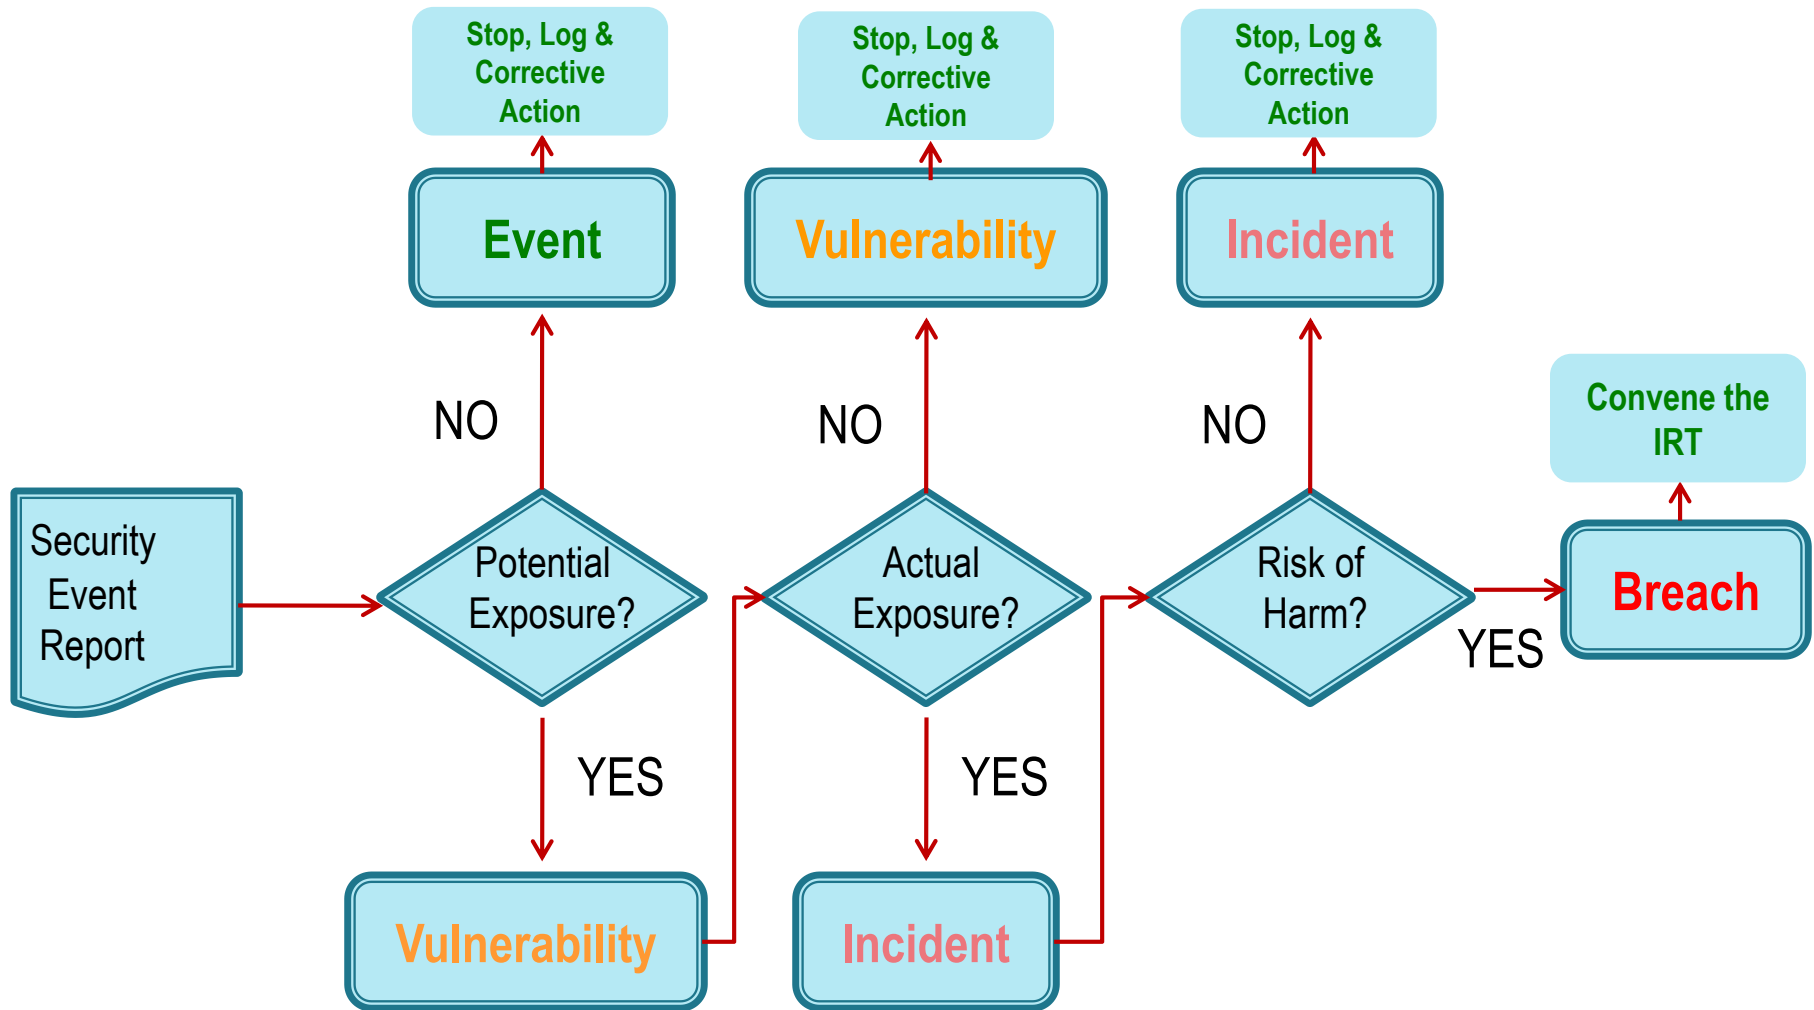 Stop, Log &
Corrective
Action
Stop, Log &
Corrective
Action
Stop, Log &
Corrective
Action
Event
Vulnerability
Incident
NO
NO
NO
Convene the
IRT
Security
Event
Report
Potential
Exposure?
Actual
Exposure?
Risk of
Harm?
Breach
YES
YES
YES
Vulnerability
Incident